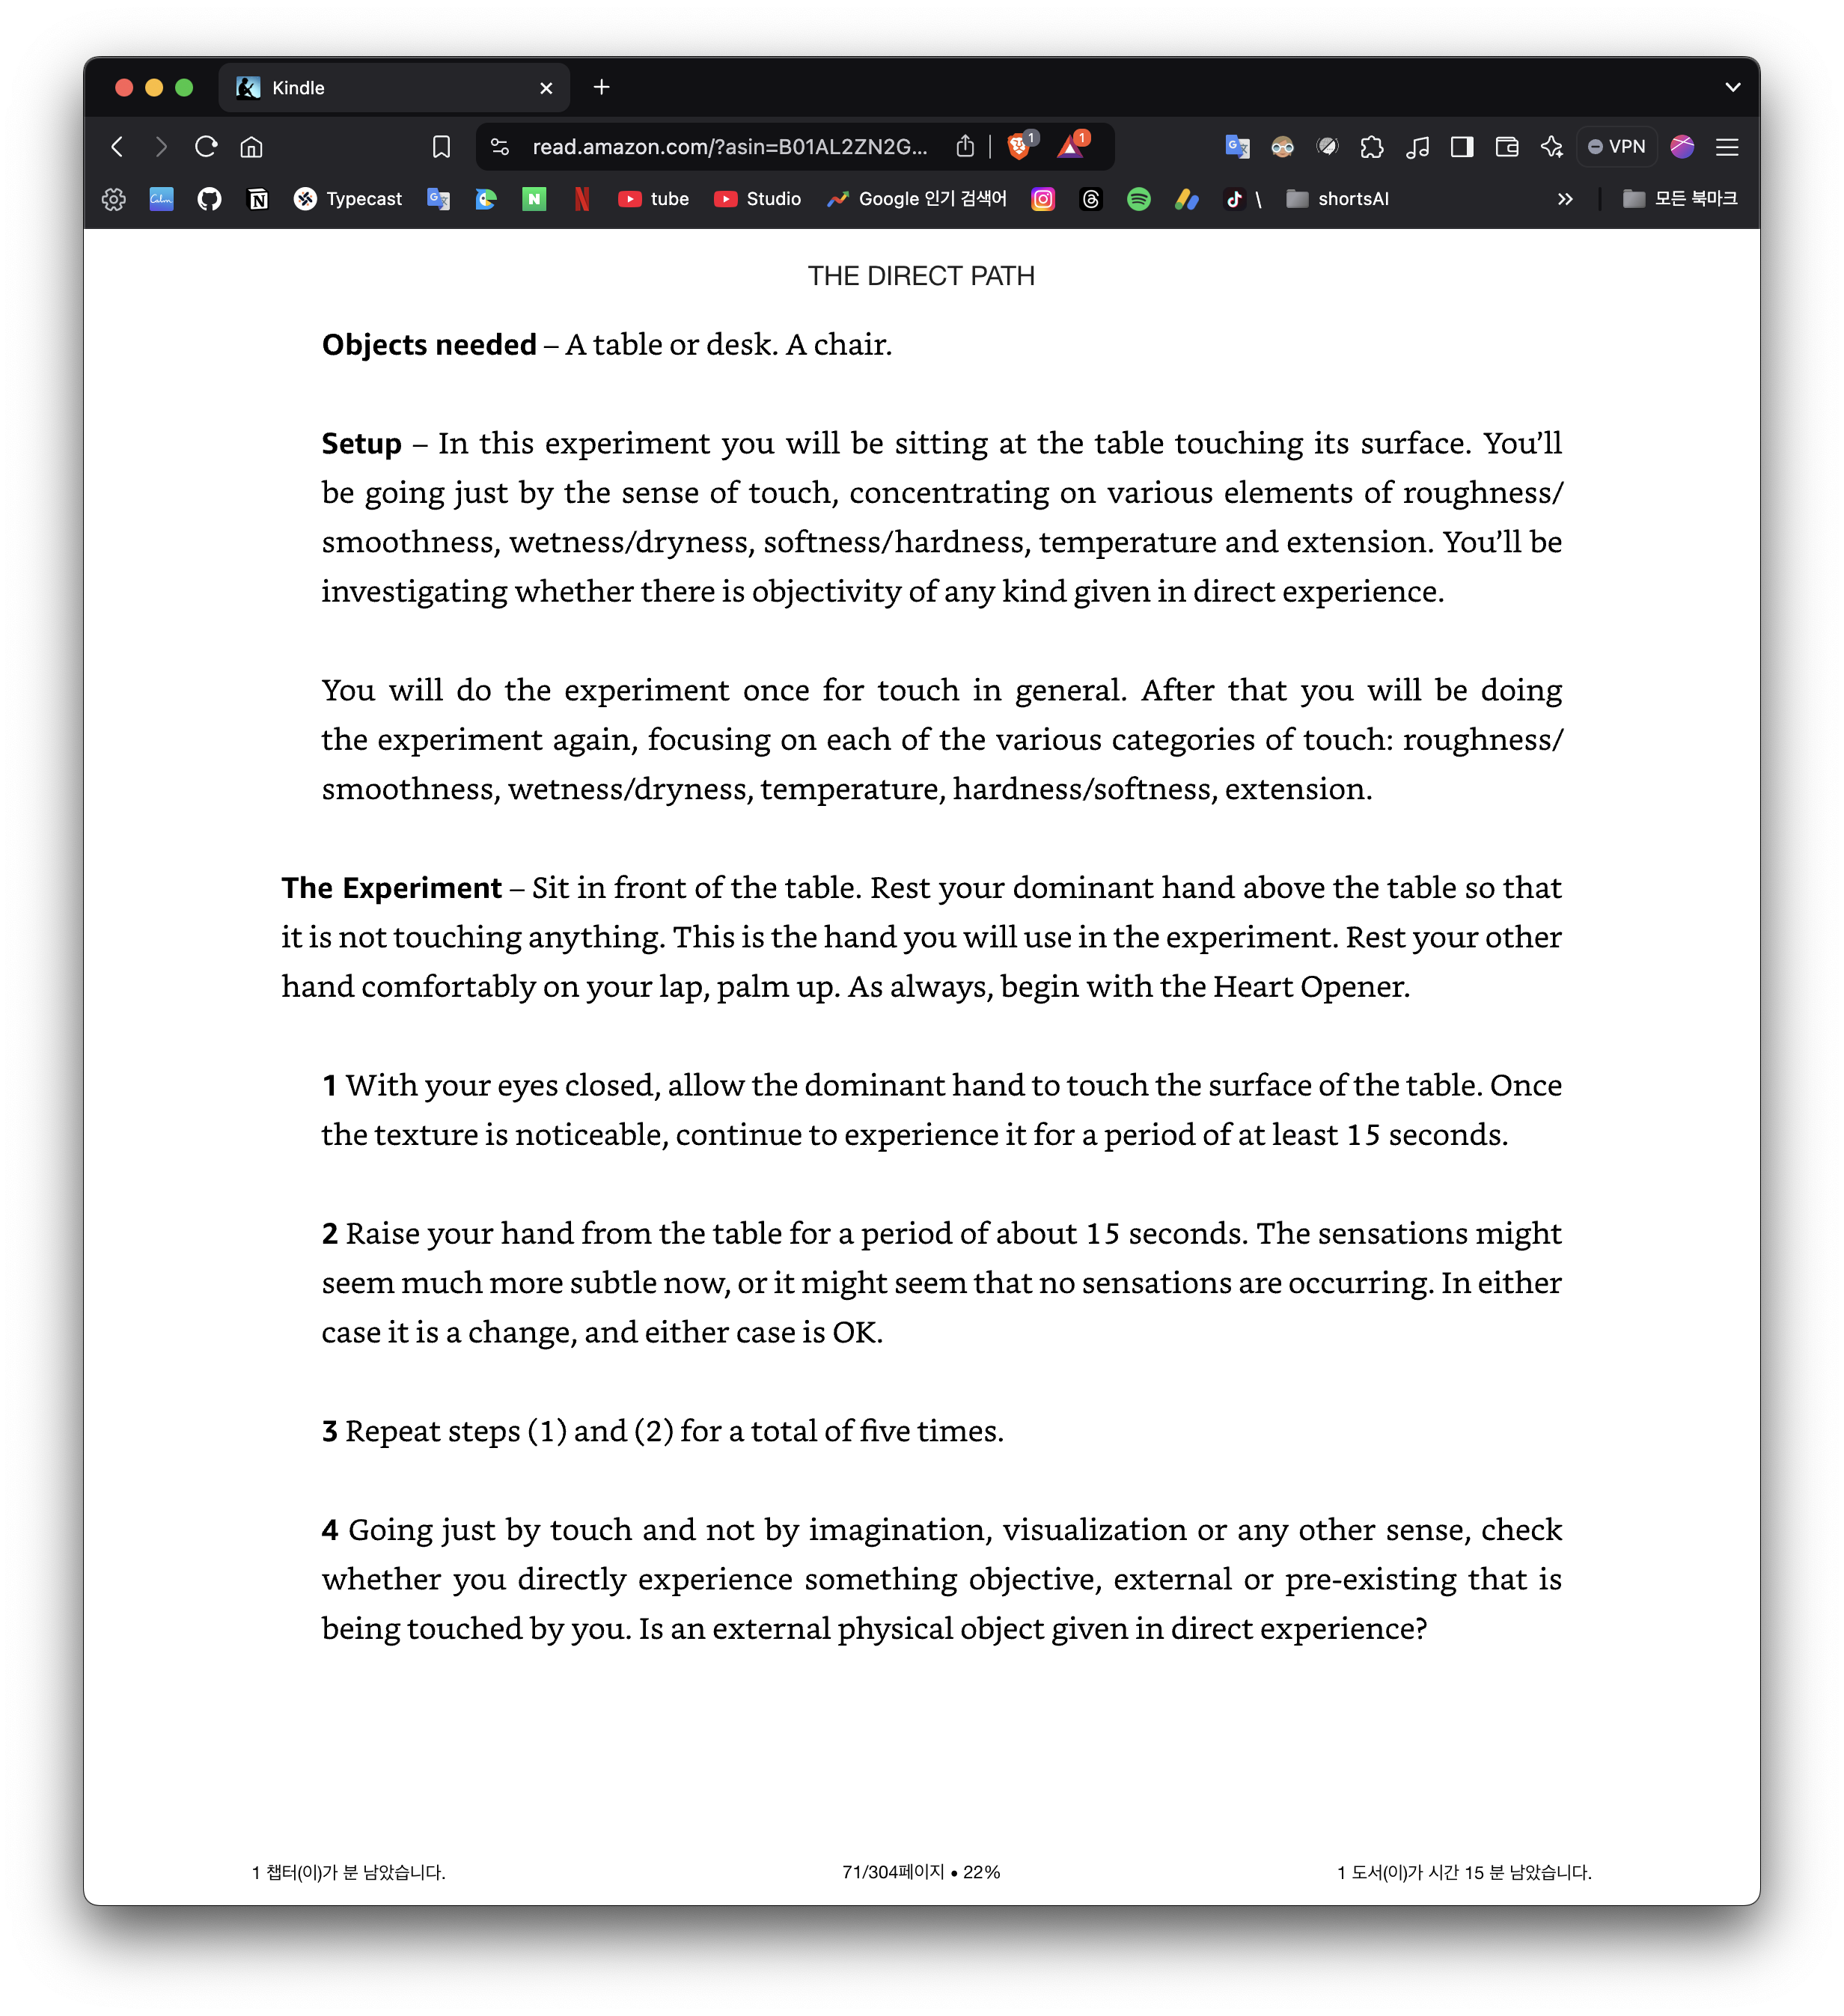 Kindle
read.amazon.com/?asin=B01AL2ZN2G...
1
1
VPN
Typecast
tube
Studio
Google 인기 검색어
\
shortsAI
모든 북마크
THE DIRECT PATH
Objects needed – A table or desk. A chair.
Setup – In this experiment you will be sitting at the table touching its surface. You’ll
be going just by the sense of touch, concentrating on various elements of roughness/
smoothness, wetness/dryness, softness/hardness, temperature and extension. You’ll be
investigating whether there is objectivity of any kind given in direct experience.
You will do the experiment once for touch in general. After that you will be doing
the experiment again, focusing on each of the various categories of touch: roughness/
smoothness, wetness/dryness, temperature, hardness/softness, extension.
The Experiment – Sit in front of the table. Rest your dominant hand above the table so that
it is not touching anything. This is the hand you will use in the experiment. Rest your other
hand comfortably on your lap, palm up. As always, begin with the Heart Opener.
1 With your eyes closed, allow the dominant hand to touch the surface of the table. Once
the texture is noticeable, continue to experience it for a period of at least 15 seconds.
2 Raise your hand from the table for a period of about 15 seconds. The sensations might
seem much more subtle now, or it might seem that no sensations are occurring. In either
case it is a change, and either case is OK.
3 Repeat steps (1) and (2) for a total of five times.
4 Going just by touch and not by imagination, visualization or any other sense, check
whether you directly experience something objective, external or pre-existing that is
being touched by you. Is an external physical object given in direct experience?
1 챕터(이)가 분 남았습니다.
71/304페이지 • 22%
1 도서(이)가 시간 15 분 남았습니다.